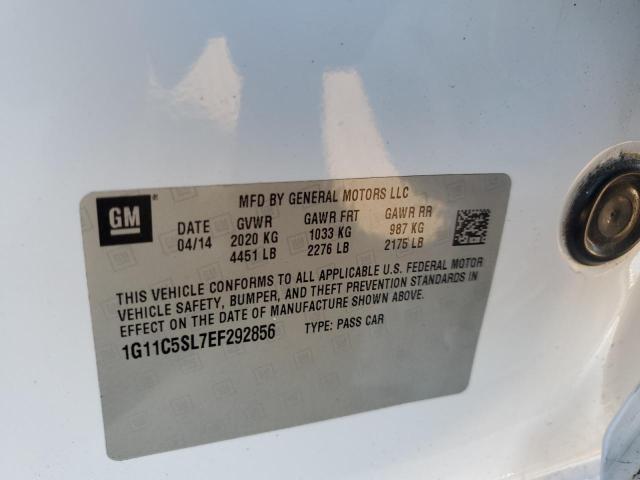 GM
MFD BY GENERAL MOTORS LLC
DATE GVWR GAWR FRT GAWR RR
04/14 2020 KG 1033 KG 987 KG
4451 LB 2276 LB 2175 LB
THIS VEHICLE CONFORMS TO ALL APPLICABLE U.S. FEDERAL MOTOR
VEHICLE SAFETY, BUMPER, AND THEFT PREVENTION STANDARDS IN
EFFECT ON THE DATE OF MANUFACTURE SHOWN ABOVE.
1G11C5SL7EF292856 TYPE: PASS CAR